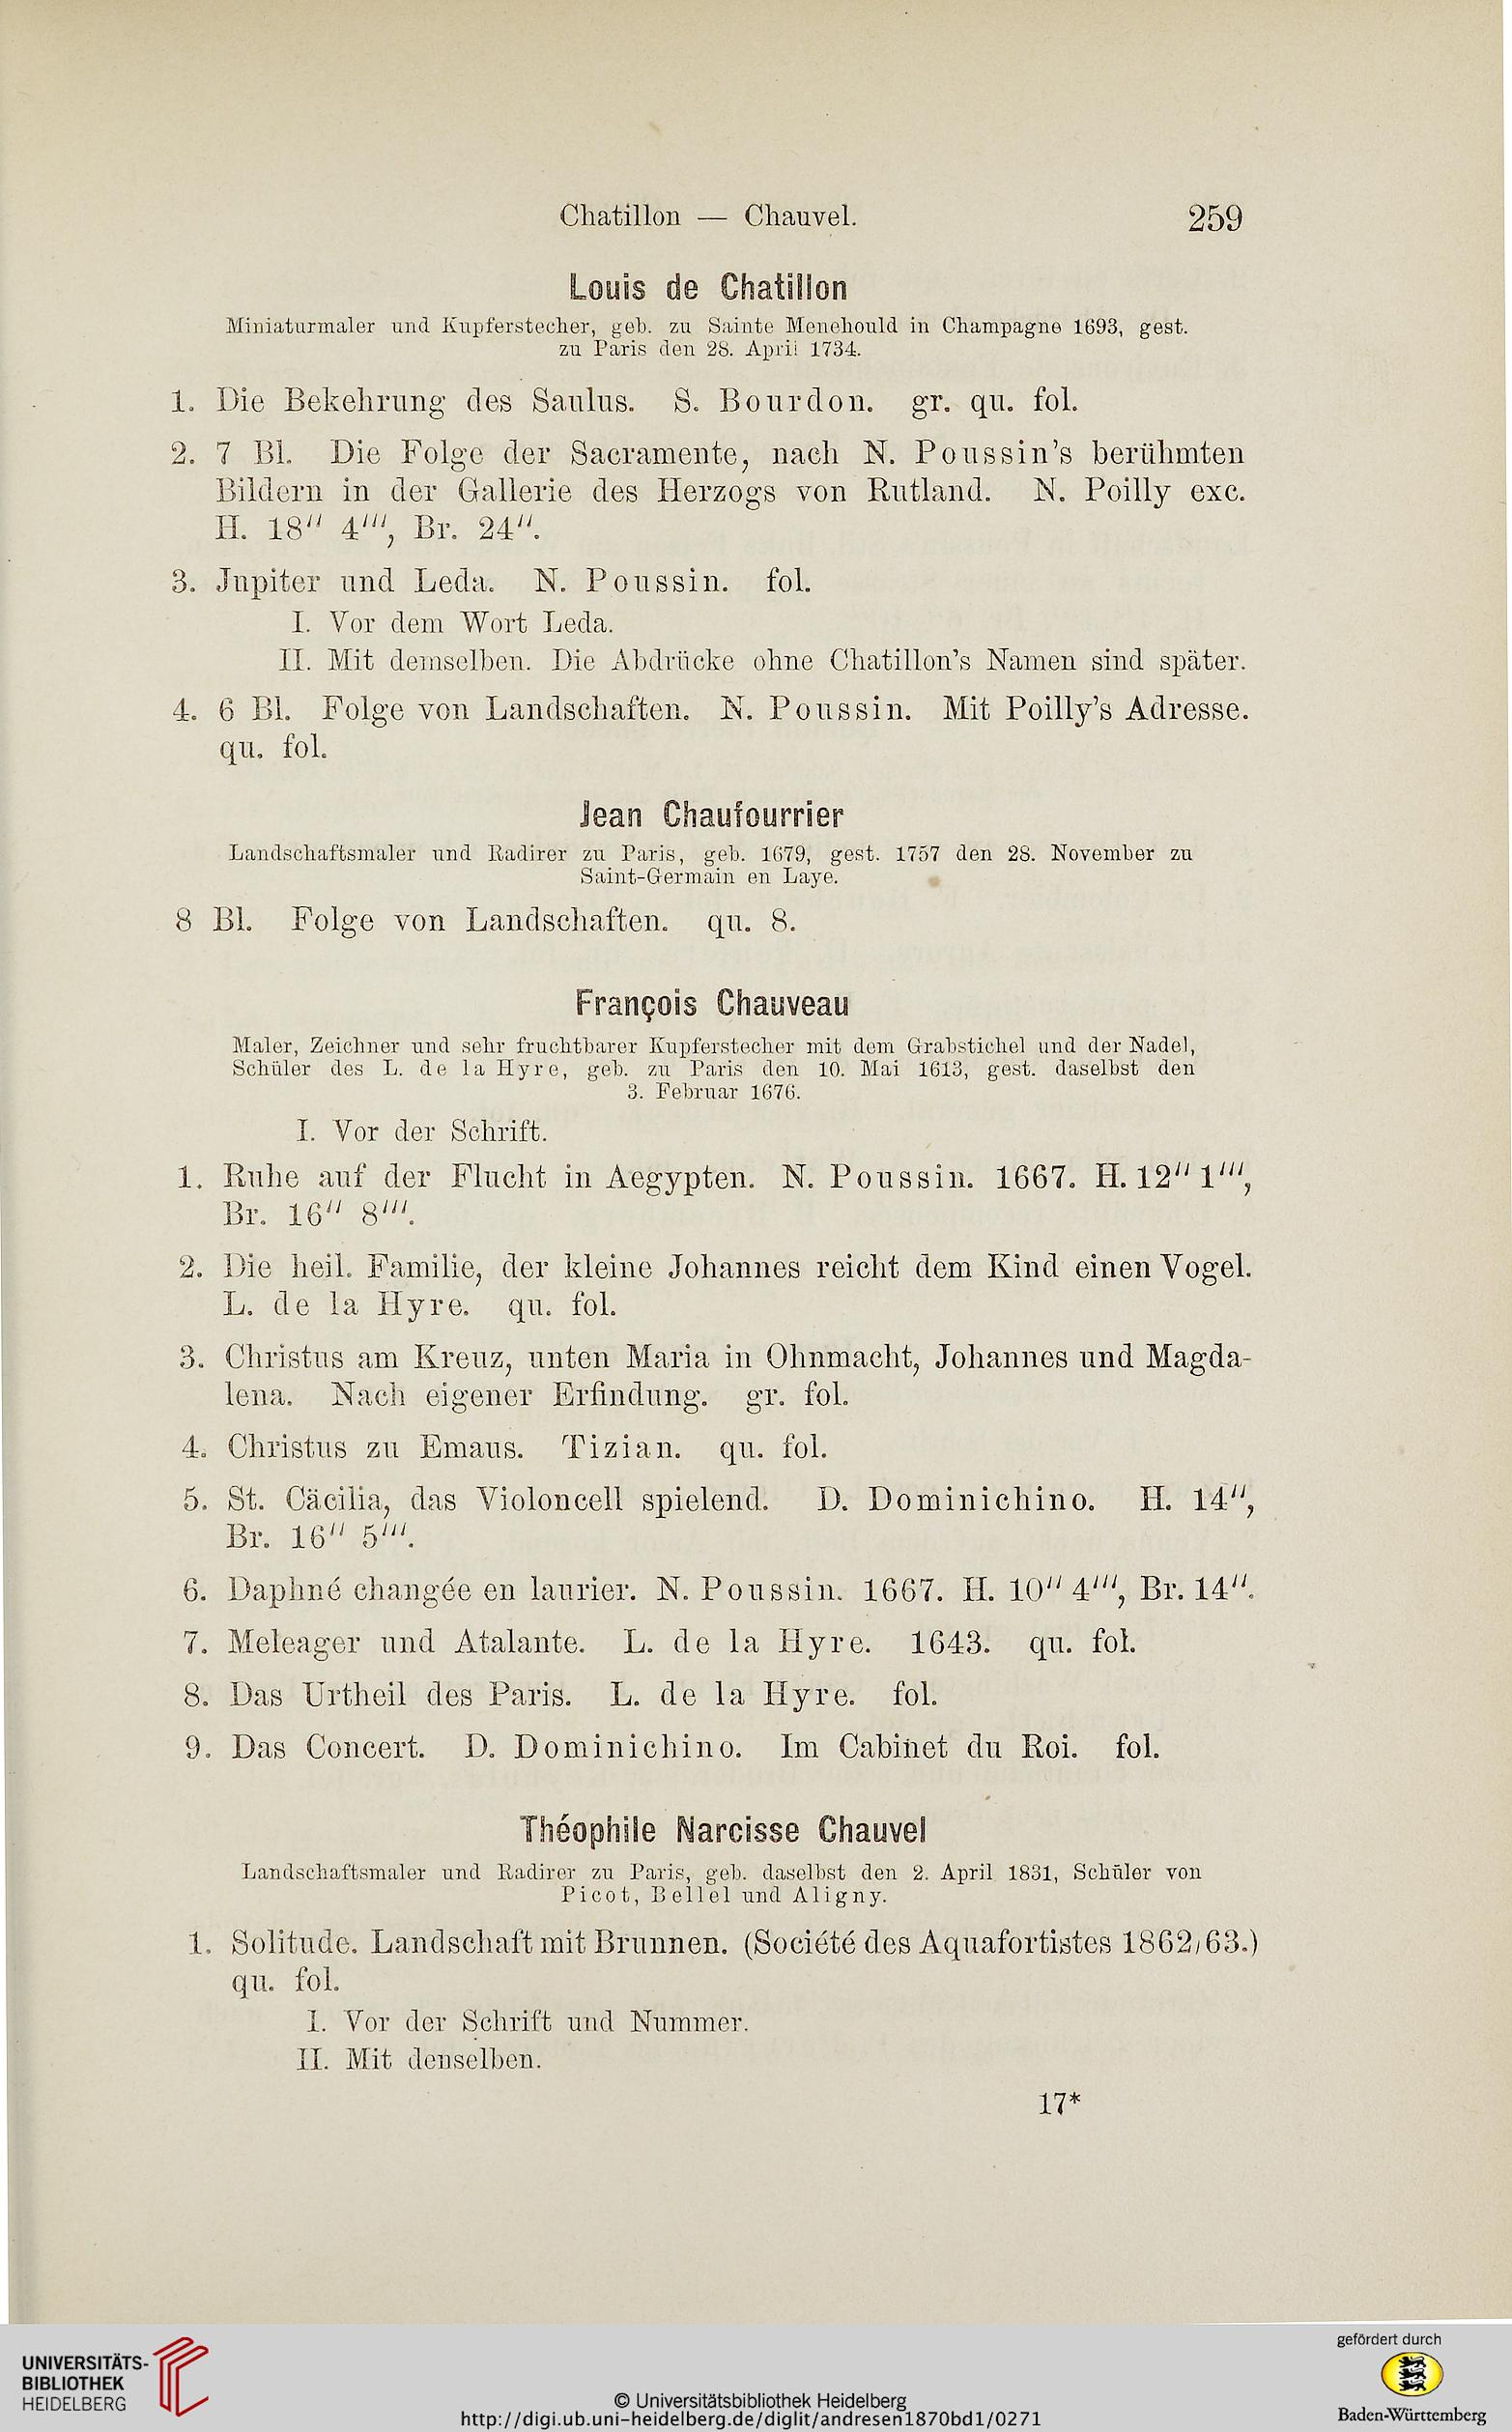 Chatillon — Chauvel. 259
Louis de Chatillon
Miniaturmaler und Kupferstecher, geb. zu Sainte Menehould in Champagne 1693, gest.
zu Paris den 28. April 1734.
1. Die Bekehrung des Saulus. S. Bourdon. gr. qu. fol.
2. 7 Bl. Die Folge der Sacramente, nach N. Poussin's berühmten
Bildern in der Gallerie des Herzogs von Rutland. N. Poilly exc.
H. 18'' 4''', Br. 24''.
3. Jupiter und Leda. N. Poussin. fol.
I. Vor dem Wort Leda.
II. Mit demselben. Die Abdrücke ohne Chatillon's Namen sind später.
4. 6 Bl. Folge von Landschaften. N. Poussin. Mit Poilly's Adresse.
qu. fol.
Jean Chaufourrier
Landschaftsmaler und Radirer zu Paris, geb. 1679, gest. 1757 den 28. November zu
Saint-Germain en Laye.
8 Bl. Folge von Landschaften. qu. 8.
François Chauveau
Maler, Zeichner und sehr fruchtbarer Kupferstecher mit dem Grabstichel und der Nadel,
Schüler des L. de la Hyre, geb. zu Paris den 10. Mai 1613, gest. daselbst den
3. Februar 1676.
I. Vor der Schrift.
1. Ruhe auf der Flucht in Aegypten. N. Poussin. 1667. H. 12'' 1''',
Br. 16'' 8'''.
2. Die heil. Familie, der kleine Johannes reicht dem Kind einen Vogel.
L. de la Hyre. qu. fol.
3. Christus am Kreuz, unten Maria in Ohnmacht, Johannes und Magda-
lena. Nach eigener Erfindung. gr. fol.
4. Christus zu Emaus. Tizian. qu. fol.
5. St. Cäcilia, das Violoncell spielend. D. Dominichino. H. 14'',
Br. 16'' 5'''.
6. Daphné changée en laurier. N. Poussin. 1667. H. 10'' 4''', Br. 14''.
7. Meleager und Atalante. L. de la Hyre. 1643. qu. fol.
8. Das Urtheil des Paris. L. de la Hyre. fol.
9. Das Concert. D. Dominichino. Im Cabinet du Roi. fol.
Théophile Narcisse Chauvel
Landschaftsmaler und Radirer zu Paris, geb. daselbst den 2. April 1831, Schüler von
Picot, Bellel und Aligny.
1. Solitude. Landschaft mit Brunnen. (Société des Aquafortistes 1862/63.)
qu. fol.
I. Vor der Schrift und Nummer.
II. Mit denselben.
17*
UNIVERSITÄTS-
BIBLIOTHEK
HEIDELBERG
© Universitätsbibliothek Heidelberg
http://digi.ub.uni-heidelberg.de/diglit/andresen1870bd1/0271
gefördert durch
Baden-Württemberg